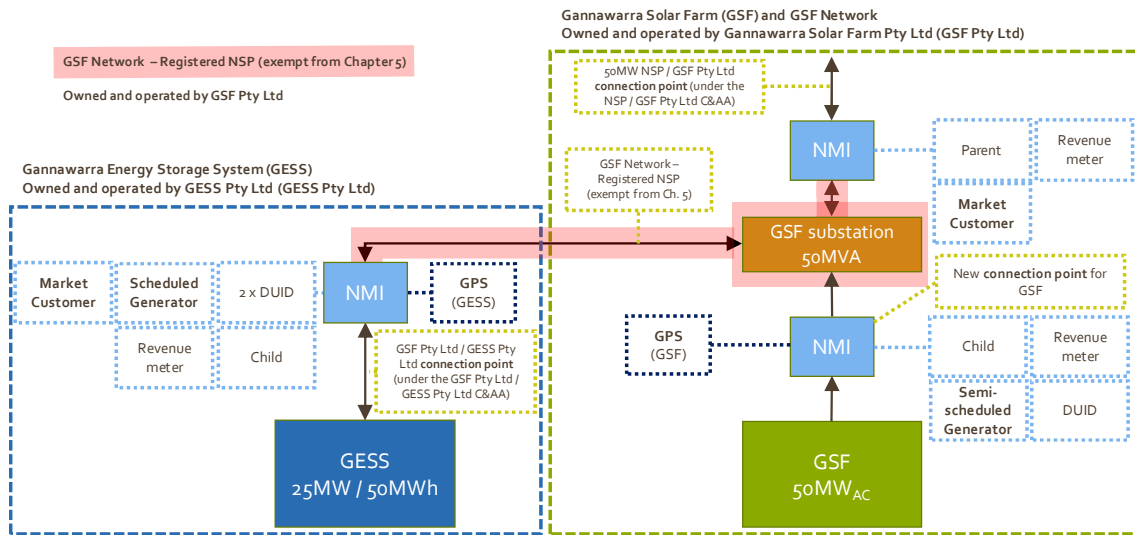 Gannawarra Solar Farm (GSF) and GSF Network
Owned and operated by Gannawarra Solar Farm Pty Ltd (GSF Pty Ltd)
GSF Network – Registered NSP (exempt from Chapter 5)
Owned and operated by GSF Pty Ltd
50MW NSP / GSF Pty Ltd
connection point (under the
NSP / GSF Pty Ltd C&AA)
NMI
Parent
Revenue
meter
Market
Customer
Gannawarra Energy Storage System (GESS)
Owned and operated by GESS Pty Ltd (GESS Pty Ltd)
GSF Network –
Registered NSP
(exempt from Ch. 5)
GSF substation
50MVA
Market
Customer
Scheduled
Generator
2 x DUID
NMI
GPS
(GESS)
Revenue
meter
Child
GSF Pty Ltd / GESS Pty
Ltd connection point
(under the GSF Pty Ltd /
GESS Pty Ltd C&AA)
New connection point for
GSF
GPS
(GSF)
NMI
Child
Revenue
meter
Semi-
scheduled
Generator
DUID
GESS
25MW / 50MWh
GSF
50MWAC